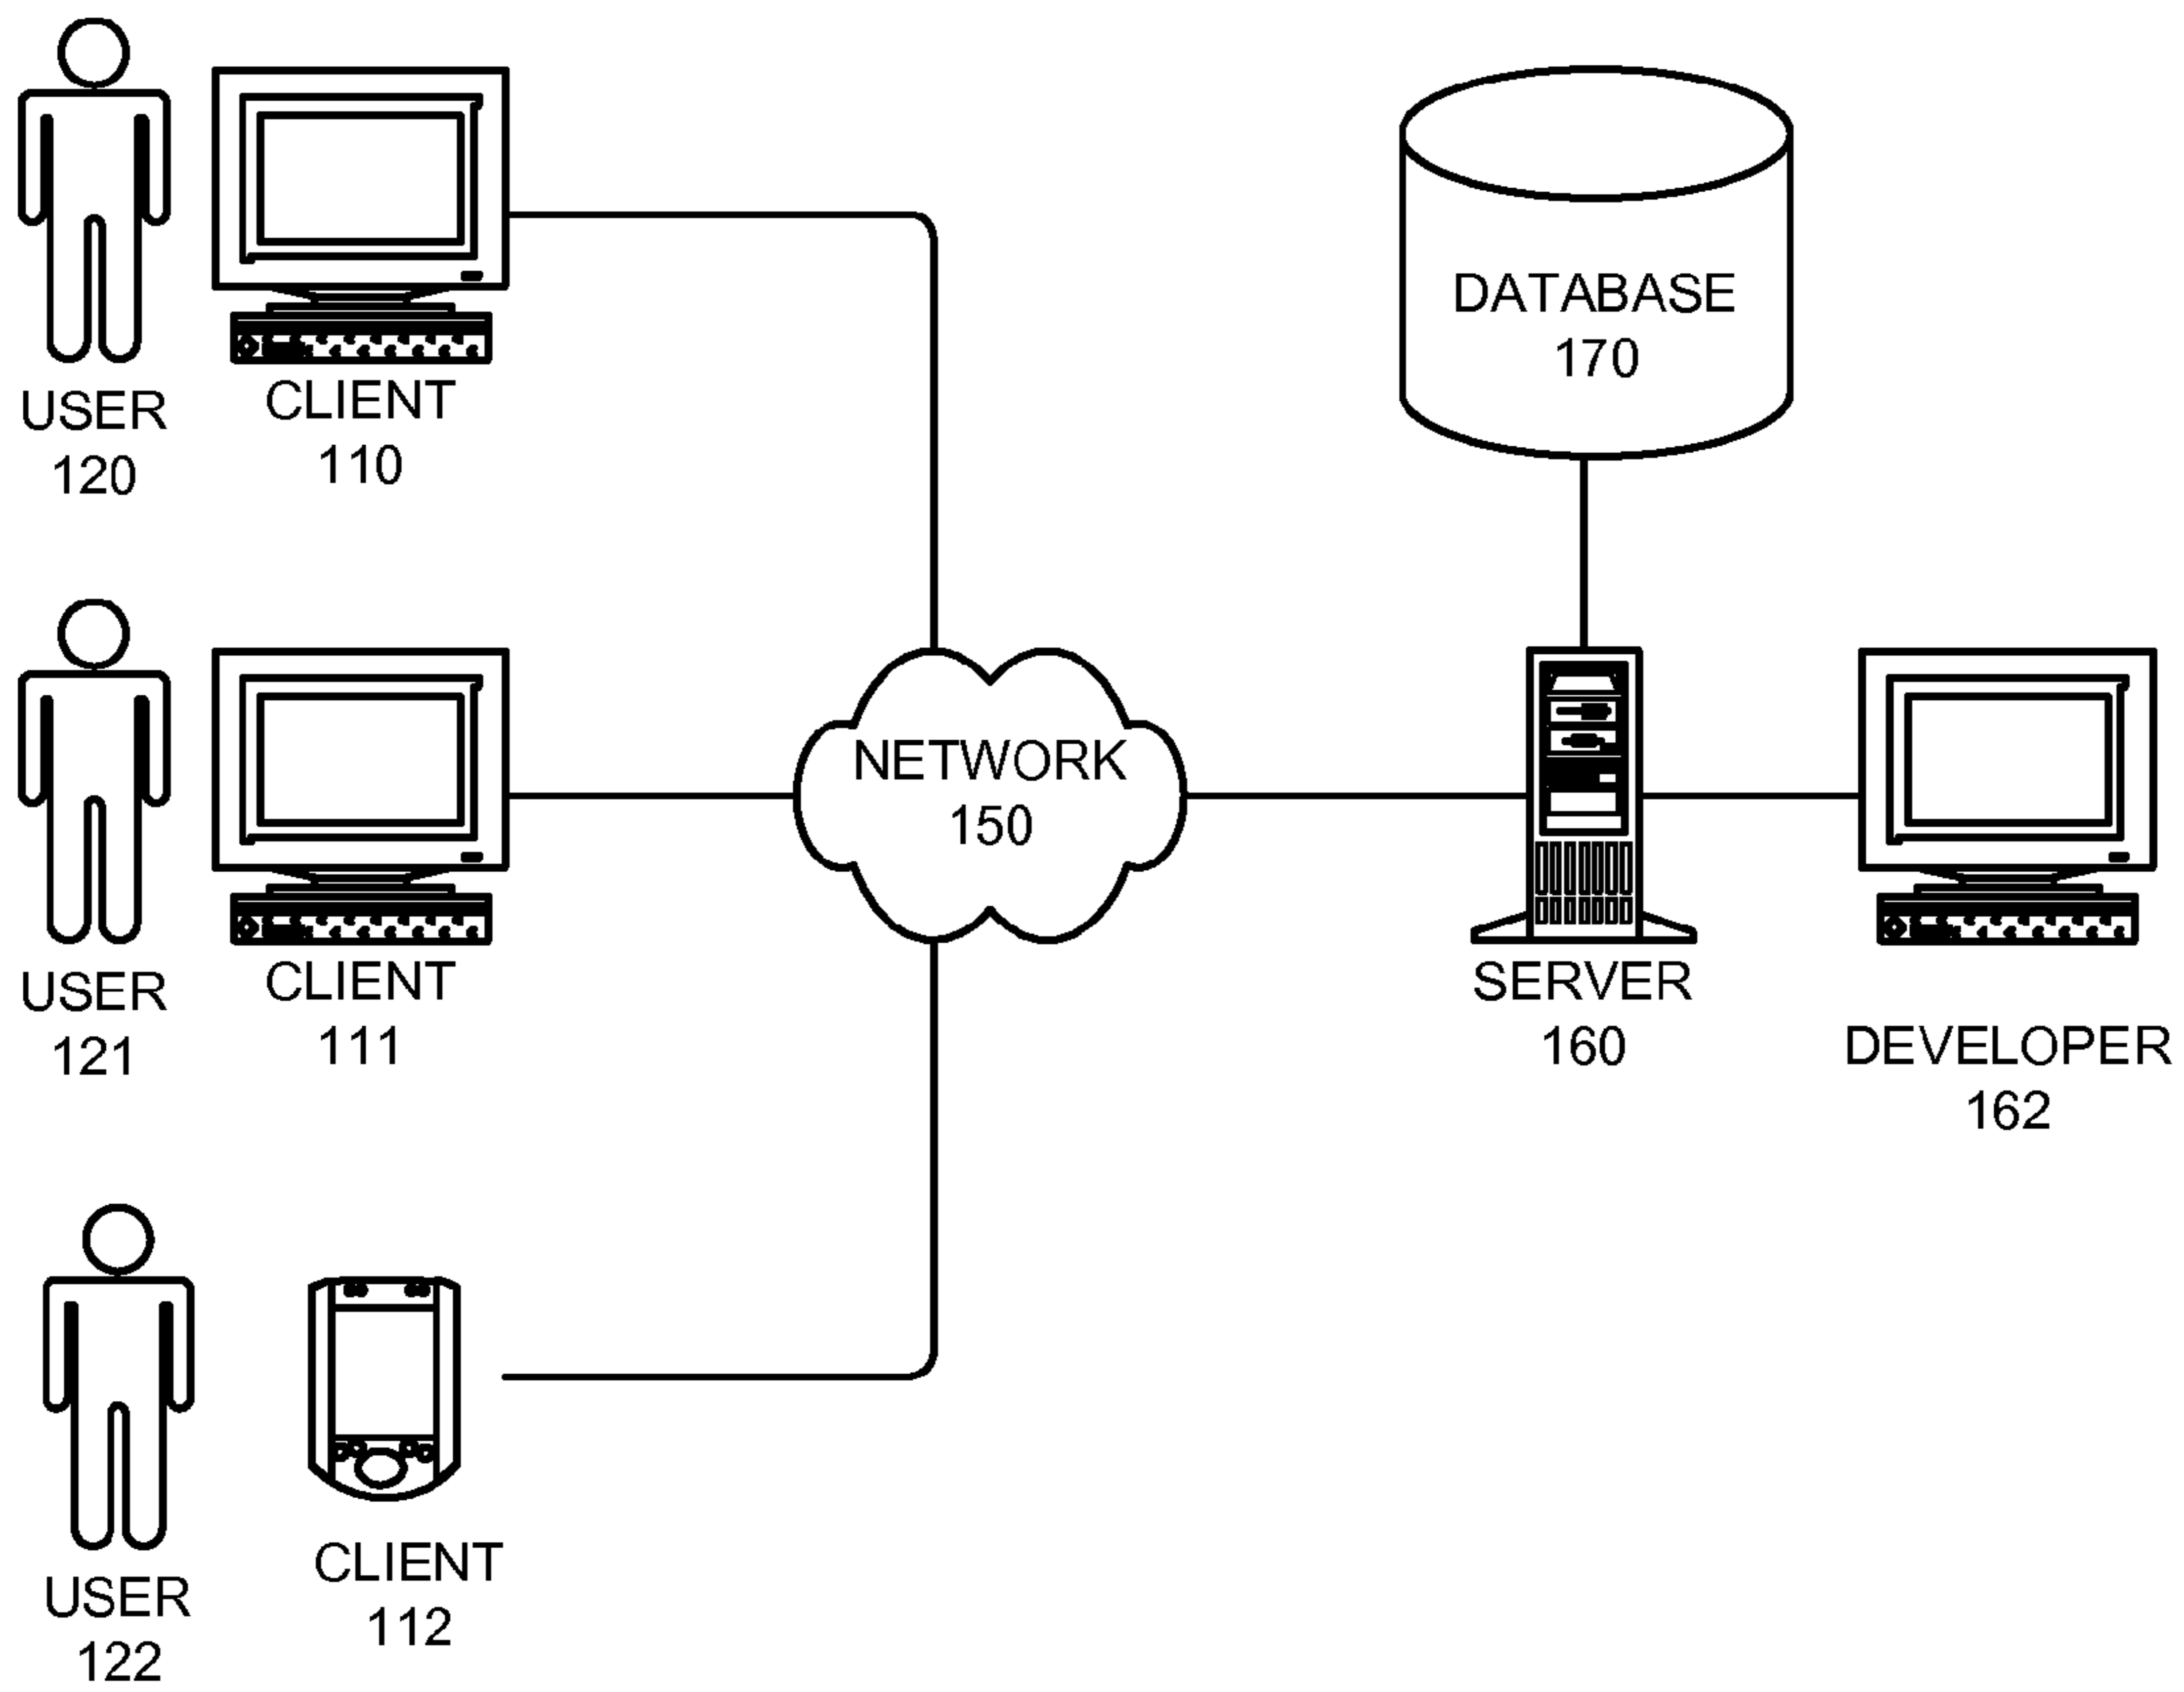 USER
120
CLIENT
110
DATABASE
170
USER
121
CLIENT
111
NETWORK
150
SERVER
160
DEVELOPER
162
USER
122
CLIENT
112